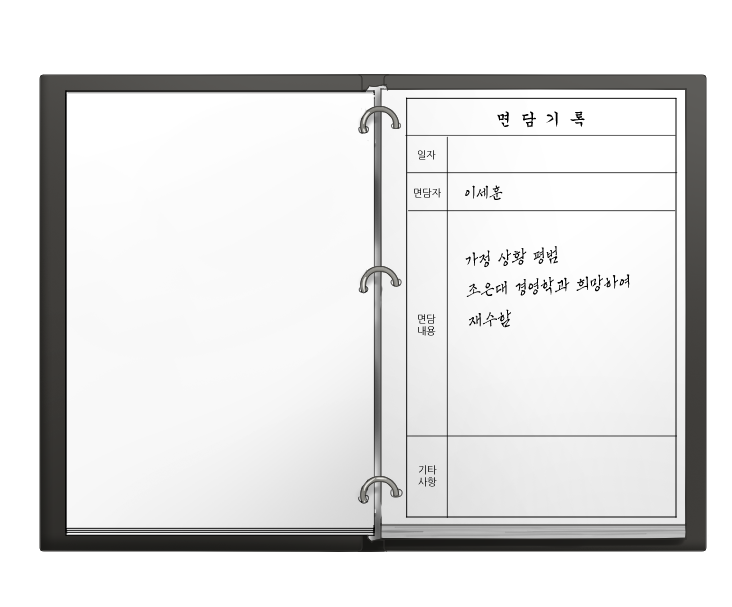 면 담 기 록
일자
면담자 이세훈
면담
내용
가정 상황 평범
조은대 경영학과 희망하여
재수함
기타
사항